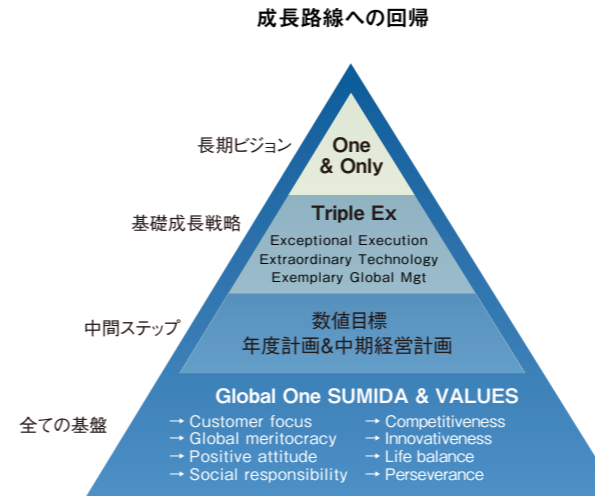 成長路線への回帰
長期ビジョン
One
& Only
基礎成長戦略
Triple Ex
Exceptional Execution
Extraordinary Technology
Exemplary Global Mgt
中間ステップ
数値目標
年度計画&中期経営計画
全ての基盤
Global One SUMIDA & VALUES
→ Customer focus
→ Global meritocracy
→ Positive attitude
→ Social responsibility
→ Competitiveness
→ Innovativeness
→ Life balance
→ Perseverance